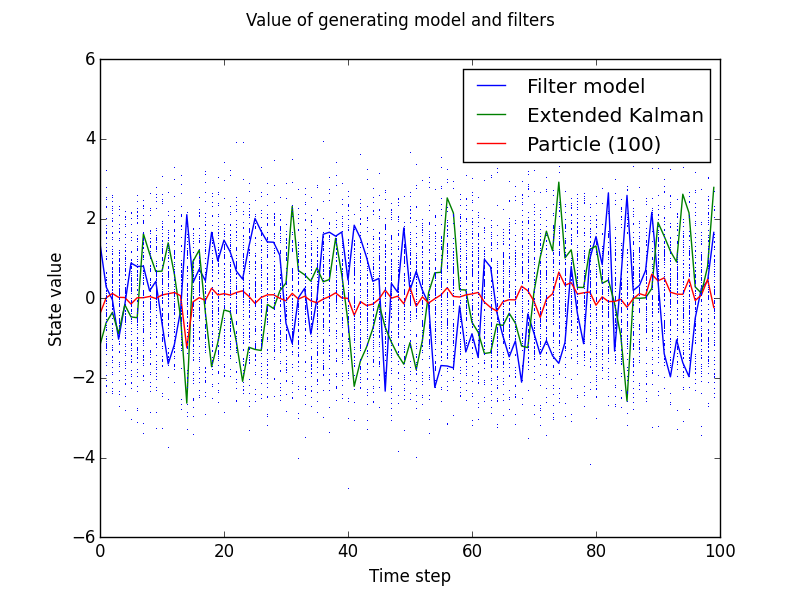 Value of generating model and filters
Filter model
Extended Kalman
Particle (100)
State value
6
4
2
0
−2
−4
−6
0 20 40 60 80 100
Time step